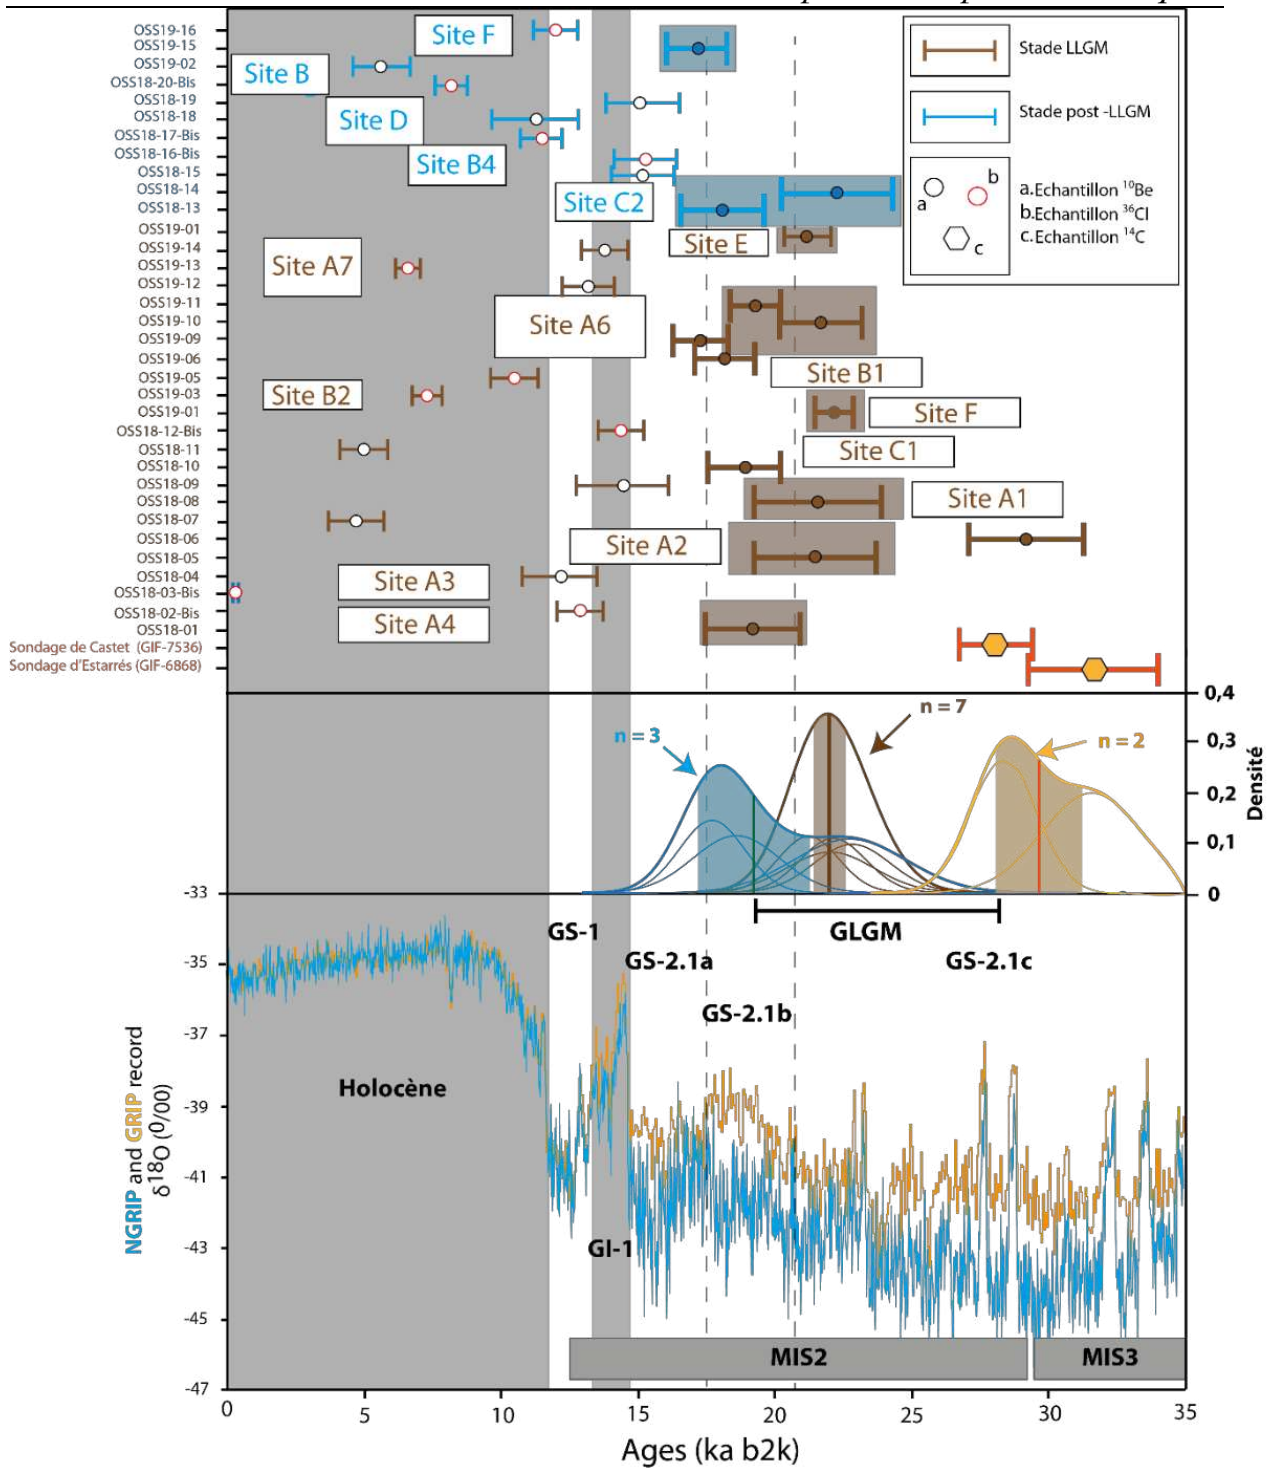 OSS19-16
OSS19-15
OSS19-02
OSS18-20-Bis
OSS18-19
OSS18-18
OSS18-17-Bis
OSS18-16-Bis
OSS18-15
OSS18-14
OSS18-13
OSS19-01
OSS19-14
OSS19-13
OSS19-12
OSS19-11
OSS19-10
OSS19-09
OSS19-06
OSS19-05
OSS19-03
OSS19-01
OSS18-12-Bis
OSS18-11
OSS18-10
OSS18-09
OSS18-08
OSS18-07
OSS18-06
OSS18-05
OSS18-04
OSS18-03-Bis
OSS18-02-Bis
OSS18-01
Sondage de Castet (GIF-7536)
Sondage d'Estarrés (GIF-6868)
Site F
Site B
Site D
Site B4
Site C2
Site E
Site A7
Site A6
Site B1
Site B2
Site F
Site C1
Site A1
Site A2
Site A3
Site A4
Stade LLGM
Stade post -LLGM
a
b
c
a.Echantillon ¹⁰Be
b.Echantillon ³⁶Cl
c.Echantillon ¹⁴C
n = 3
n = 7
n = 2
0,4
0,3
0,2
0,1
0
Densité
GS-1
GS-2.1a
GS-2.1b
GLGM
GS-2.1c
Holocène
GI-1
MIS2
MIS3
-33
-35
-37
-39
-41
-43
-45
-47
NGRIP and GRIP record
δ¹⁸O (⁰/00)
0
5
10
15
20
25
30
35
Ages (ka b2k)